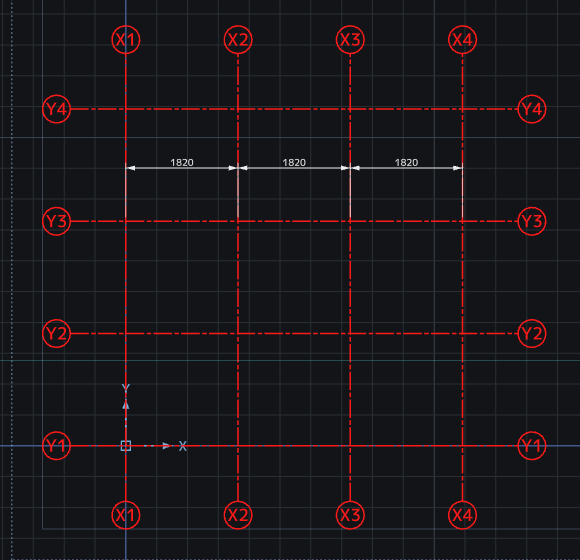 X1 X2 X3 X4
Y4 Y4
1820 1820 1820
Y3 Y3
Y2 Y2
Y
Y1 X Y1
X1 X2 X3 X4